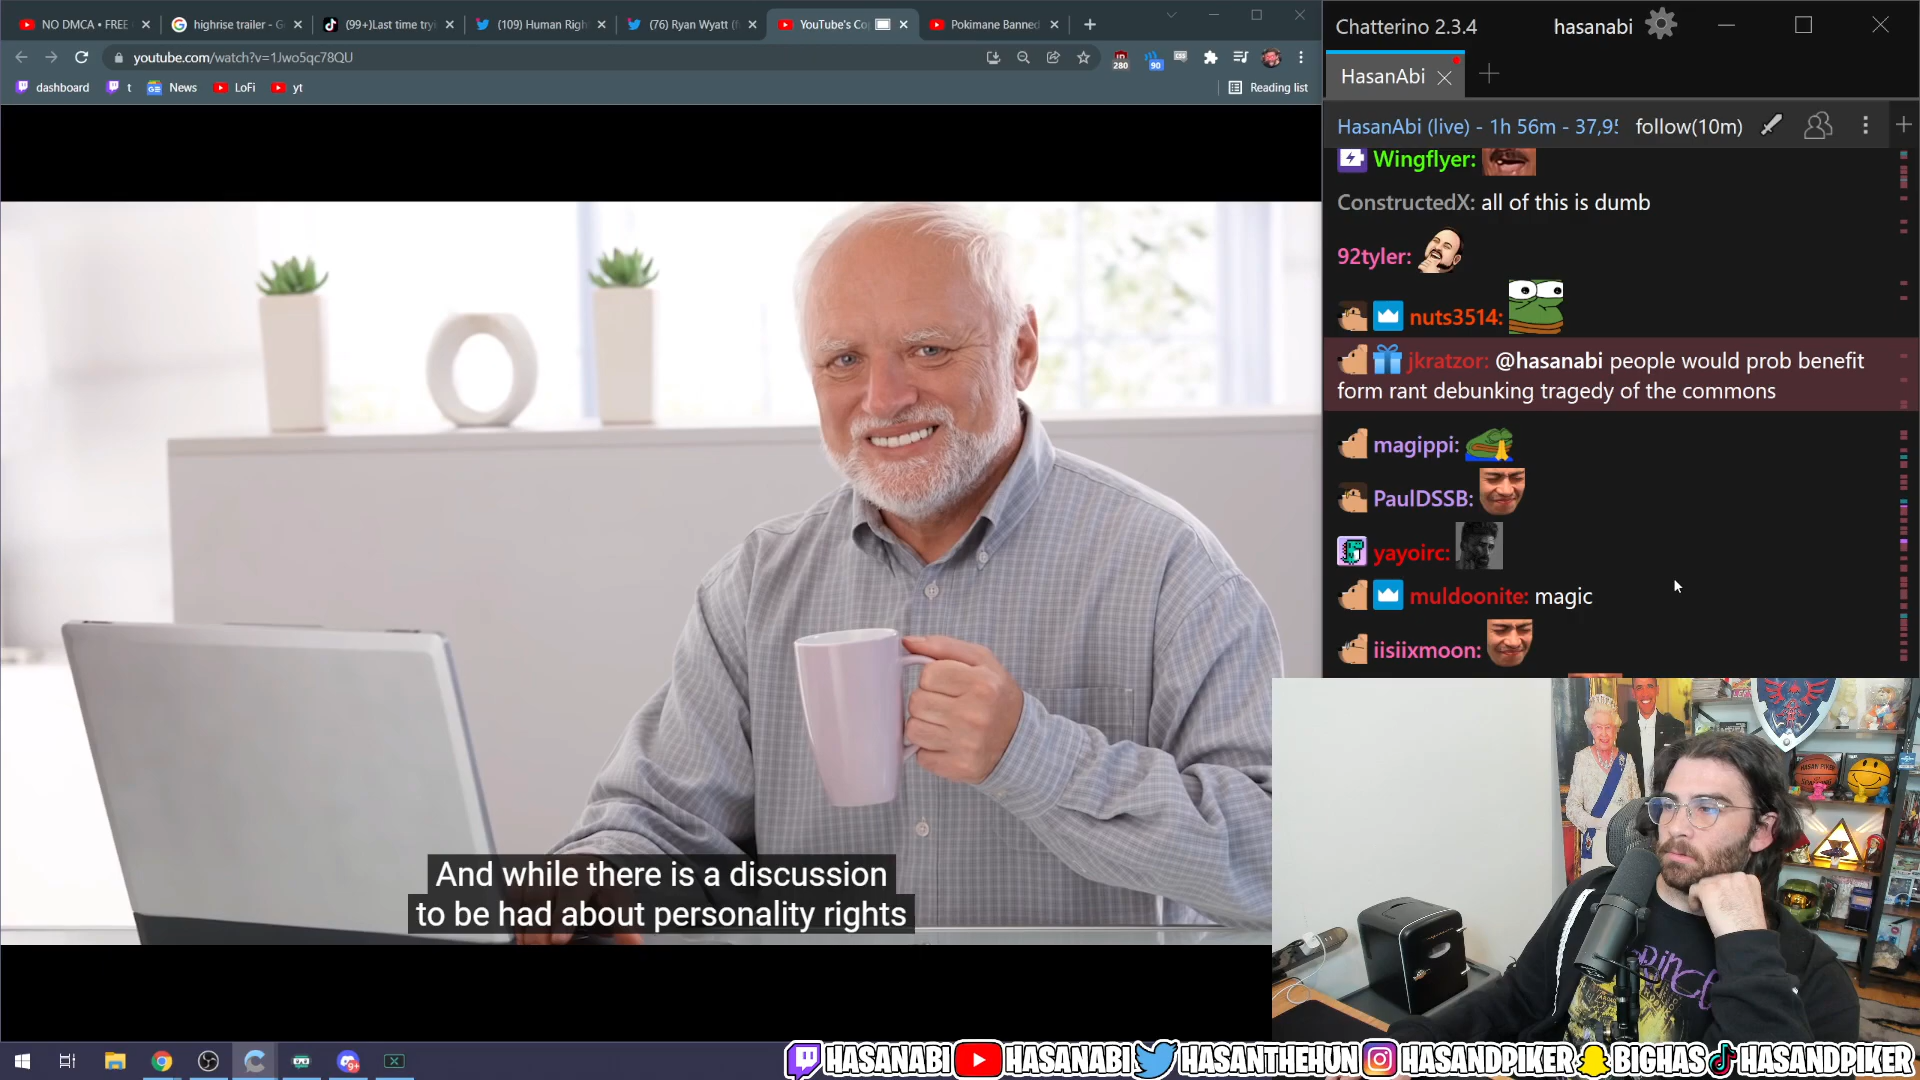 NO DMCA • FREE
highrise trailer - G
(99+)Last time tryi
(109) Human Righ
(76) Ryan Wyatt (f
YouTube's Co
Pokimane Banned
youtube.com/watch?v=1Jwo5qc78QU
280
90
dashboard
t
News
LoFi
yt
Reading list
Chatterino 2.3.4
hasanabi
HasanAbi
HasanAbi (live) - 1h 56m - 37,95
follow(10m)
Wingflyer:
ConstructedX: all of this is dumb
92tyler:
nuts3514:
jkratzor: @hasanabi people would prob benefit
form rant debunking tragedy of the commons
magippi:
PaulDSSB:
yayoirc:
muldoonite: magic
iisiixmoon:
And while there is a discussion
to be had about personality rights
HASANABI
HASANABI
HASANTHEHUN
HASANDPIKER
BIGHAS
HASANDPIKER